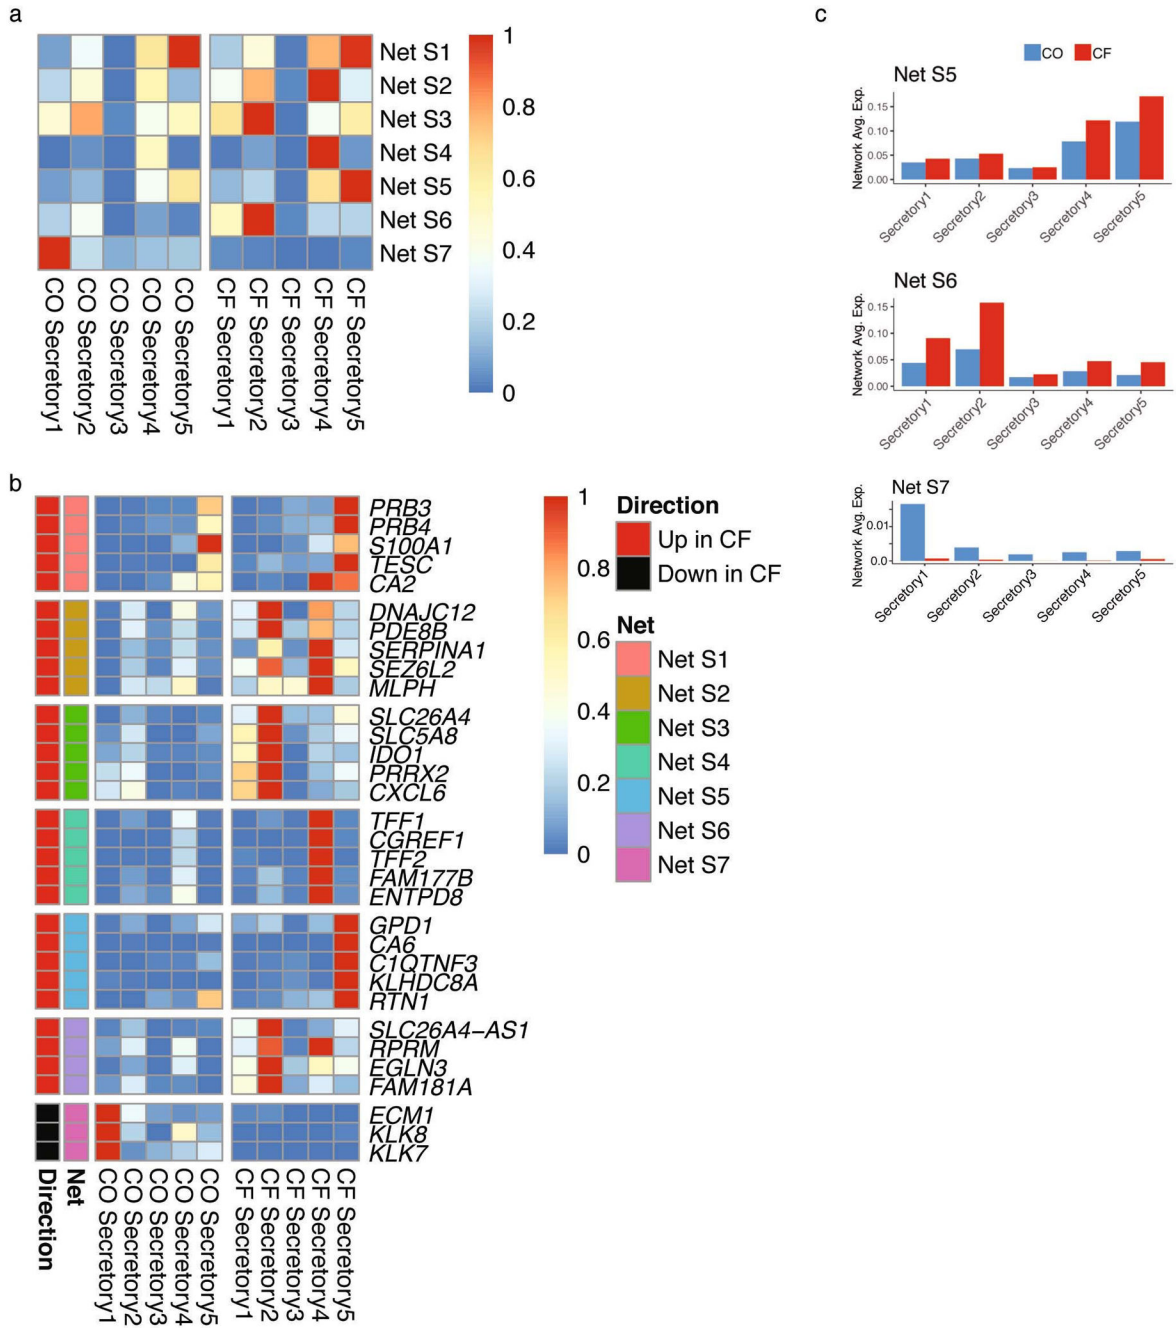 a
Net S1
Net S2
Net S3
Net S4
Net S5
Net S6
Net S7
1
0.8
0.6
0.4
0.2
0
CO Secretory1
CO Secretory2
CO Secretory3
CO Secretory4
CO Secretory5
CF Secretory1
CF Secretory2
CF Secretory3
CF Secretory4
CF Secretory5
b
PRB3
PRB4
S100A1
TESC
CA2
DNAJC12
PDE8B
SERPINA1
SEZ6L2
MLPH
SLC26A4
SLC5A8
IDO1
PRRX2
CXCL6
TFF1
CGREF1
TFF2
FAM177B
ENTPD8
GPD1
CA6
C1QTNF3
KLHDC8A
RTN1
SLC26A4−AS1
RPRM
EGLN3
FAM181A
ECM1
KLK8
KLK7
Direction
Net
CO Secretory1
CO Secretory2
CO Secretory3
CO Secretory4
CO Secretory5
CF Secretory1
CF Secretory2
CF Secretory3
CF Secretory4
CF Secretory5
1
0.8
0.6
0.4
0.2
0
Direction
Up in CF
Down in CF
Net
Net S1
Net S2
Net S3
Net S4
Net S5
Net S6
Net S7
c
CO CF
Net S5
Network Avg. Exp.
0.15
0.10
0.05
0.00
Secretory1
Secretory2
Secretory3
Secretory4
Secretory5
Net S6
Network Avg. Exp.
0.15
0.10
0.05
0.00
Secretory1
Secretory2
Secretory3
Secretory4
Secretory5
Net S7
Network Avg. Exp.
0.01
0.0
Secretory1
Secretory2
Secretory3
Secretory4
Secretory5